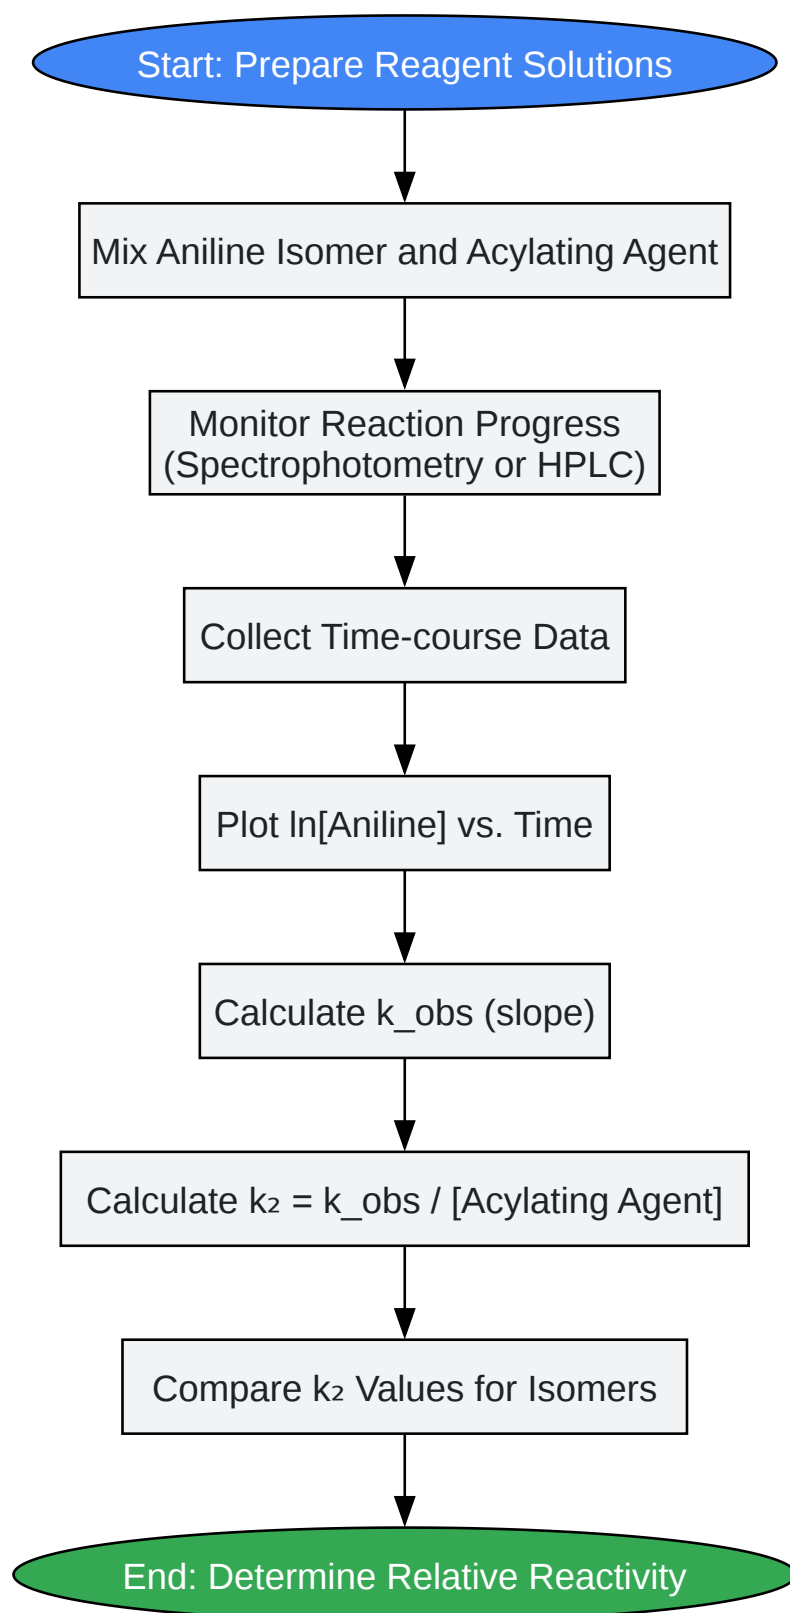 Start: Prepare Reagent Solutions
Mix Aniline Isomer and Acylating Agent
Monitor Reaction Progress
(Spectrophotometry or HPLC)
Collect Time-course Data
Plot ln[Aniline] vs. Time
Calculate k_obs (slope)
Calculate k₂ = k_obs / [Acylating Agent]
Compare k₂ Values for Isomers
End: Determine Relative Reactivity